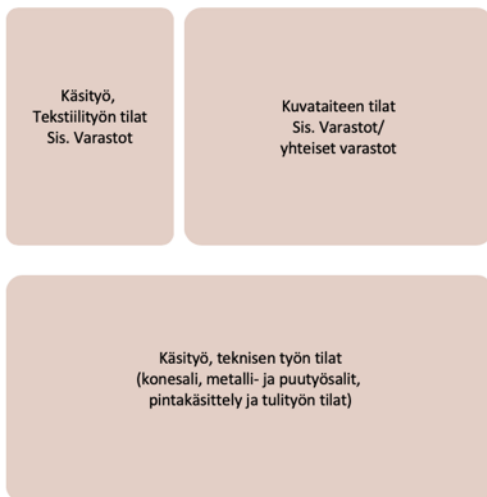 Käsityö,
Tekstiilityön tilat
Sis. Varastot
Kuvataiteen tilat
Sis. Varastot/
yhteiset varastot
Käsityö, teknisen työn tilat
(konesali, metalli- ja puutyösalit,
pintakäsittely ja tulityön tilat)